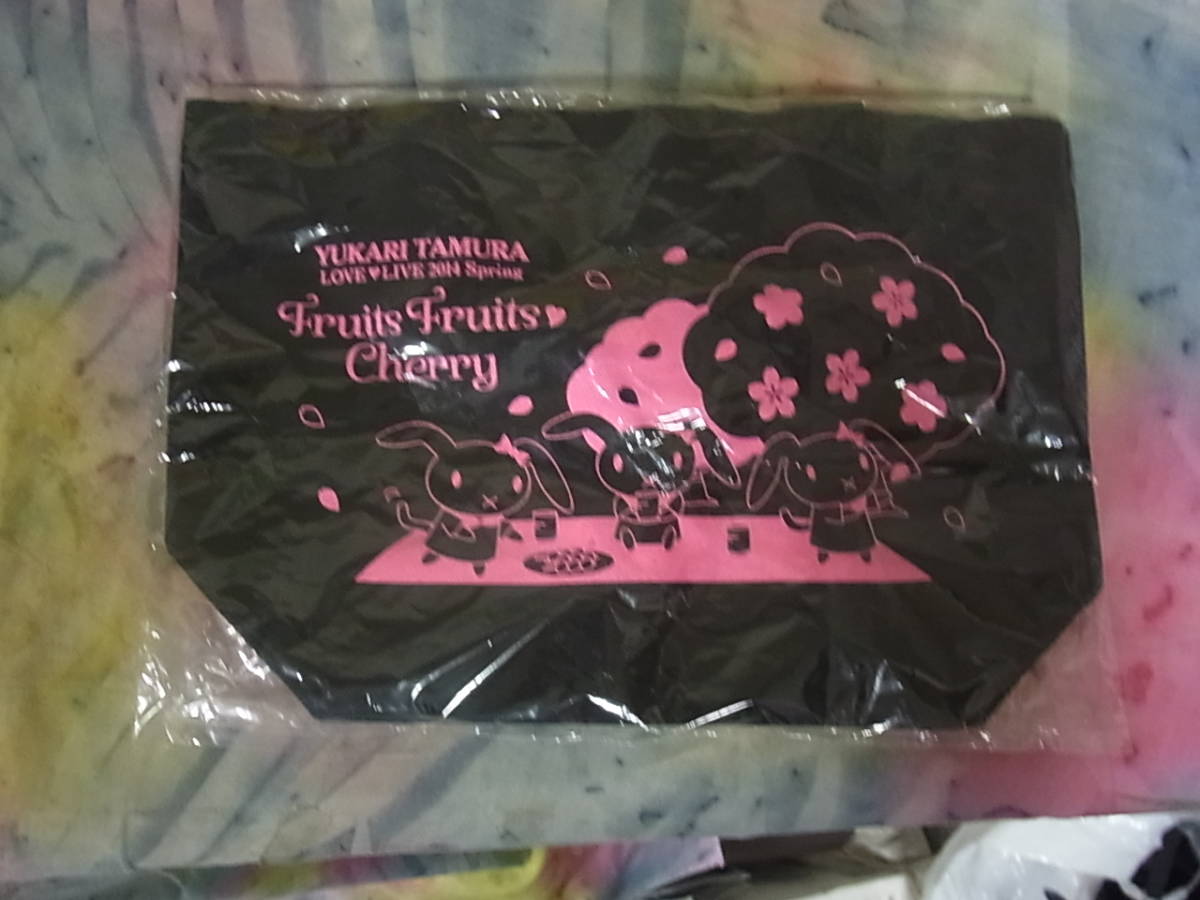 YUKARI TAMURA
LOVE♥LIVE 2014 Spring
Fruits Fruits♥
Cherry